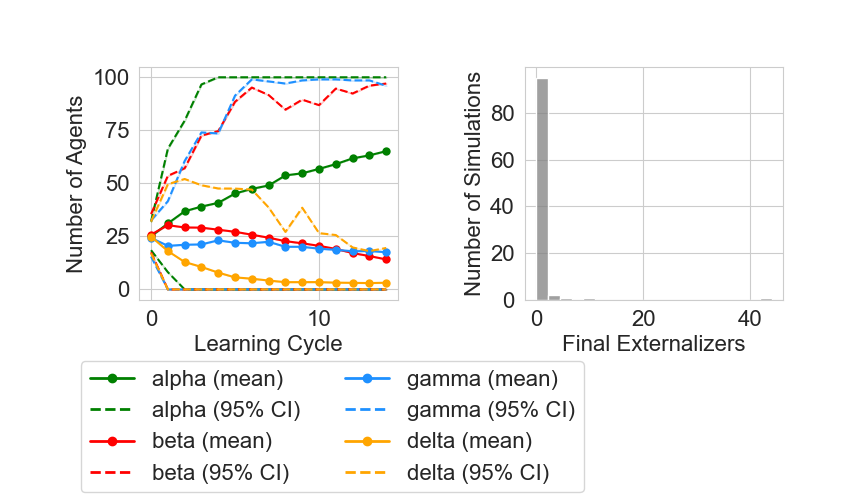 100
75
50
25
0
Number of Agents
0 10
Learning Cycle
80
60
40
20
0
Number of Simulations
0 20 40
Final Externalizers
alpha (mean)
alpha (95% CI)
beta (mean)
beta (95% CI)
gamma (mean)
gamma (95% CI)
delta (mean)
delta (95% CI)